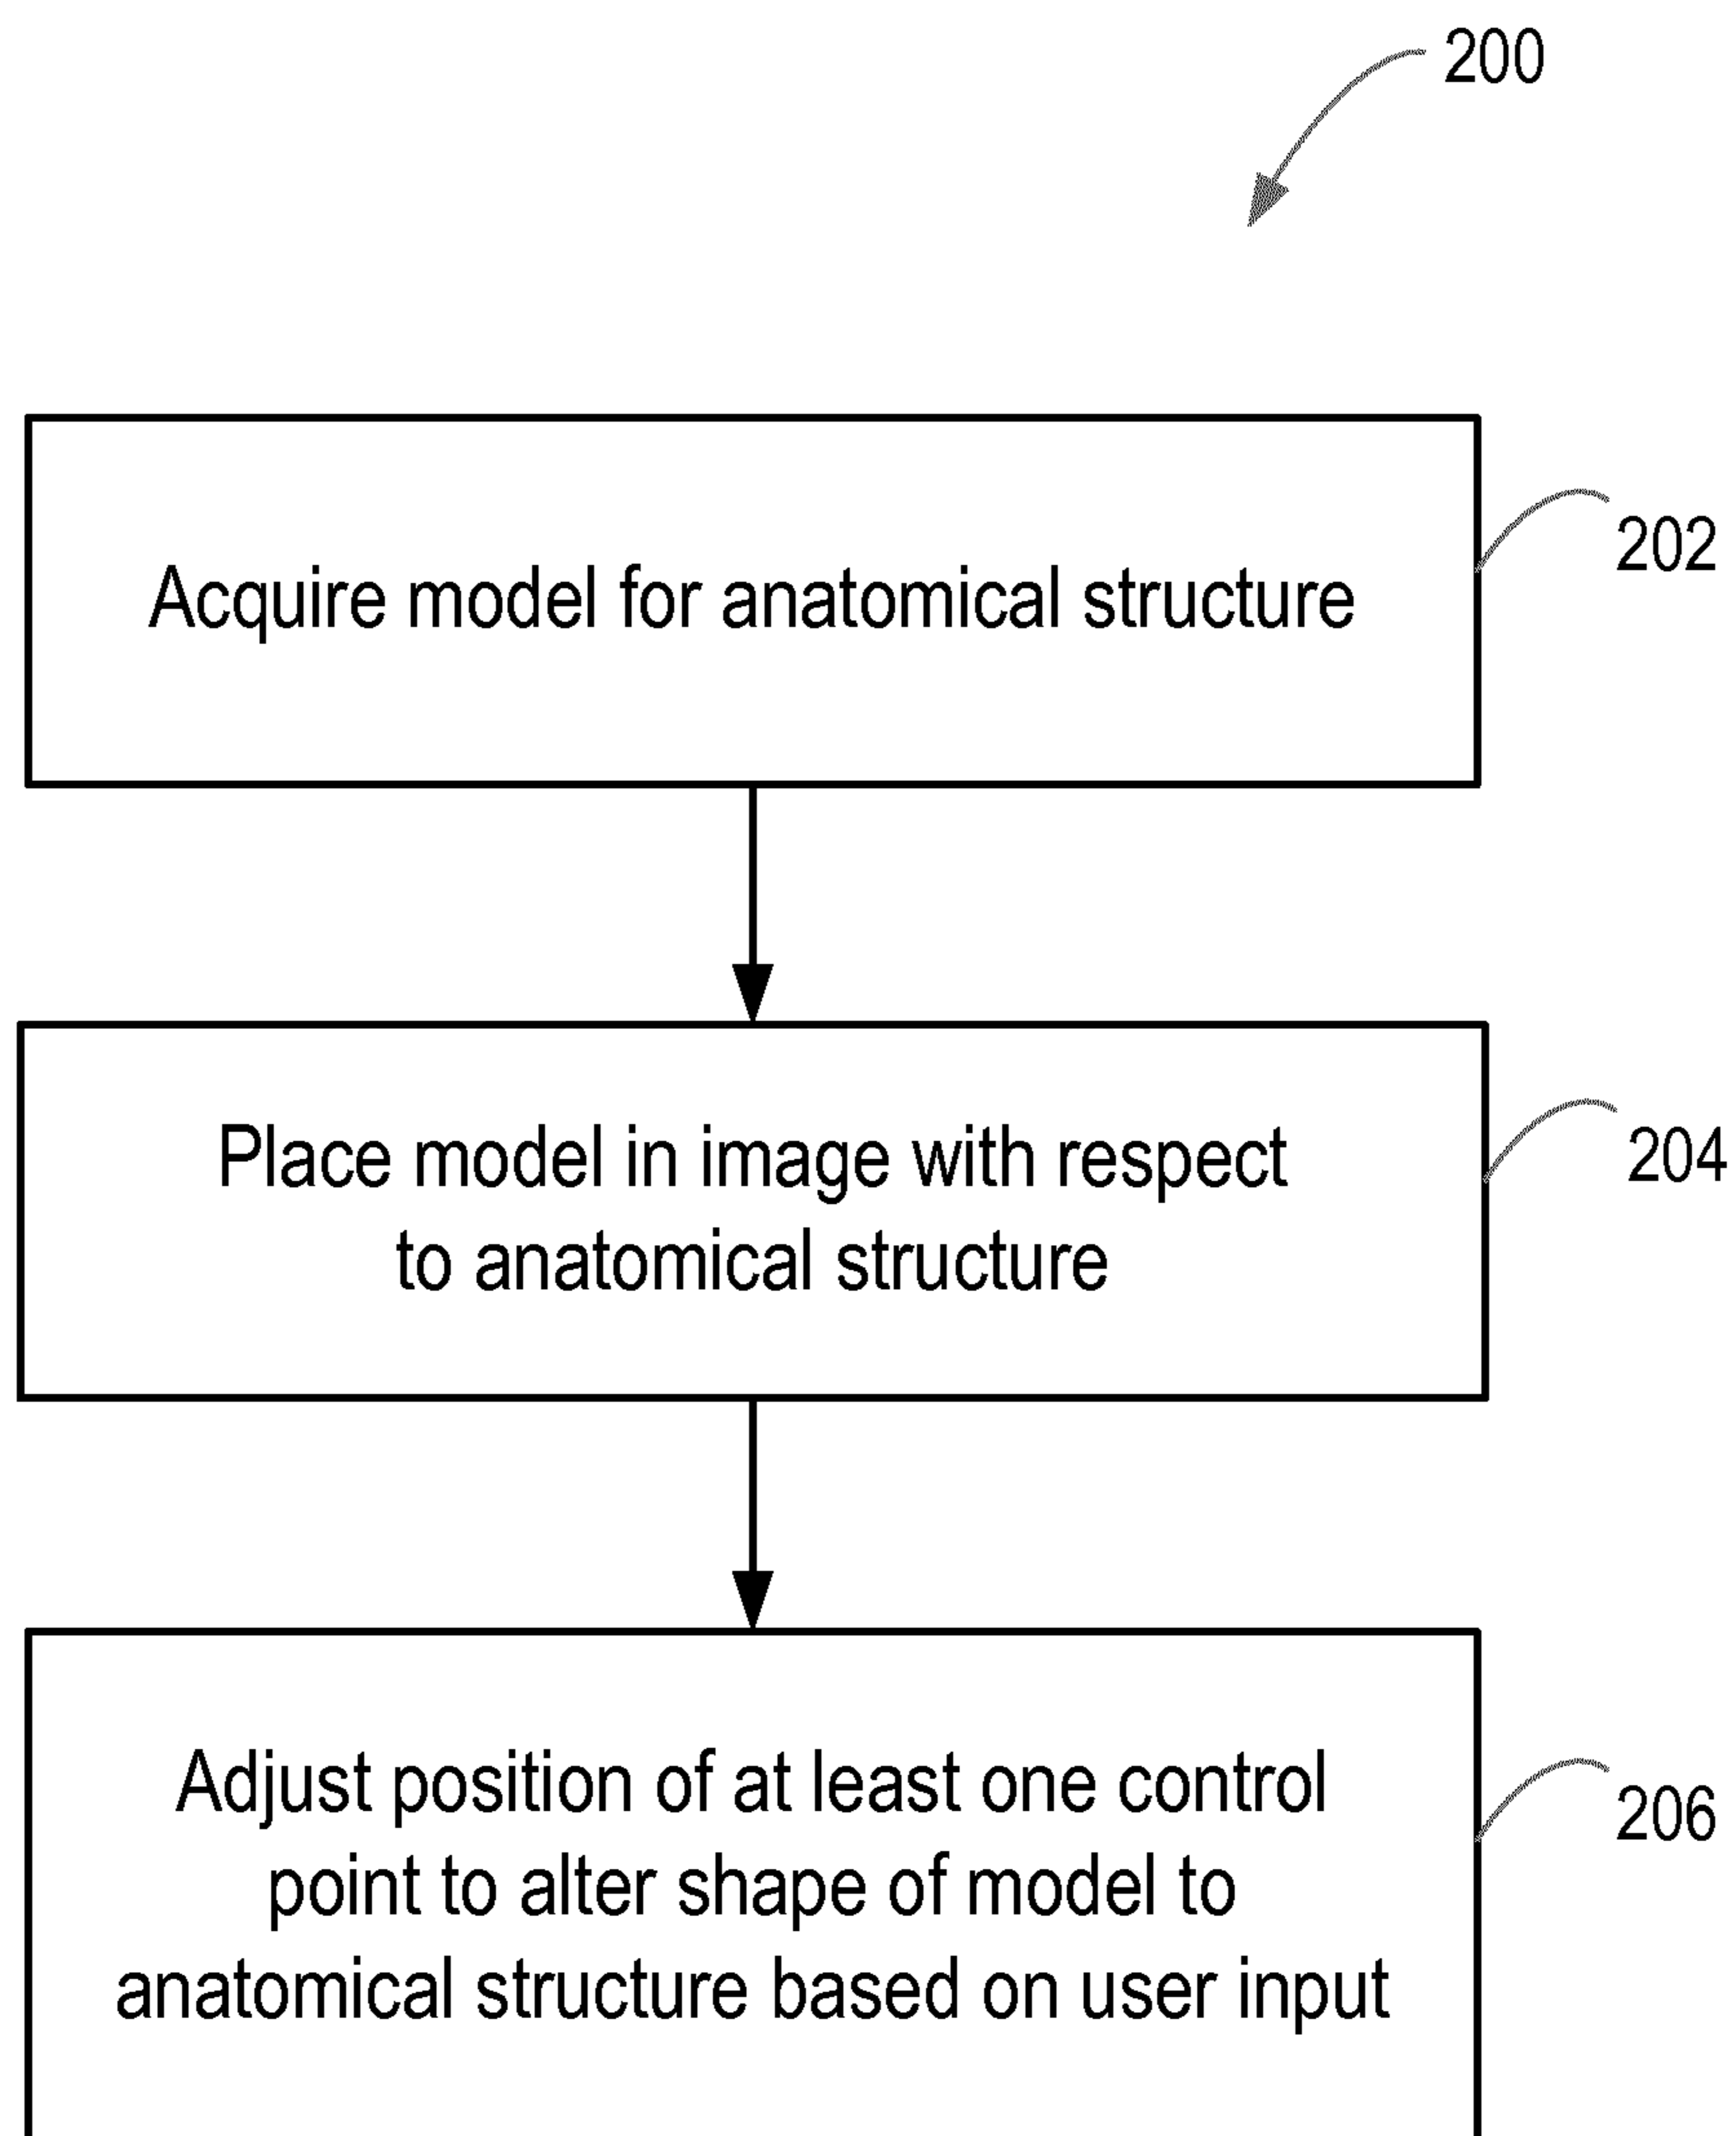 200
Acquire model for anatomical structure
202
Place model in image with respect
to anatomical structure
204
Adjust position of at least one control
point to alter shape of model to
anatomical structure based on user input
206